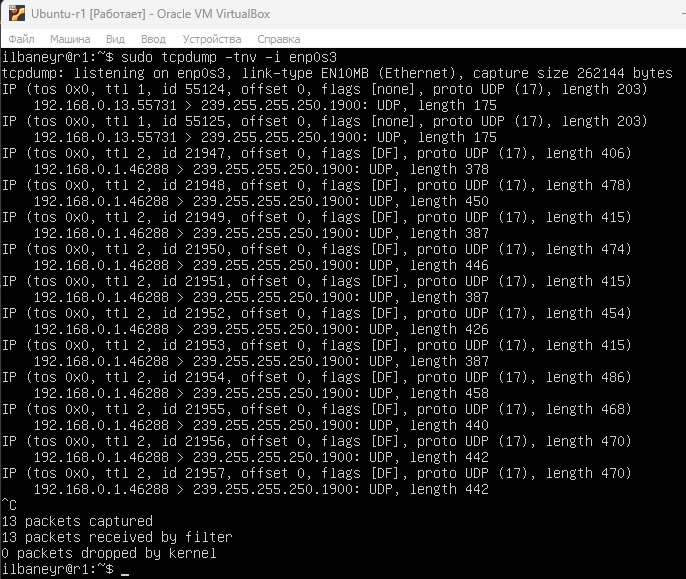 Ubuntu-r1 [Работает] - Oracle VM VirtualBox
Файл Машина Вид Ввод Устройства Справка
ilbaneyr@r1:~$ sudo tcpdump -tnv -i enp0s3
tcpdump: listening on enp0s3, link-type EN10MB (Ethernet), capture size 262144 bytes
IP (tos 0x0, ttl 1, id 55124, offset 0, flags [none], proto UDP (17), length 203)
    192.168.0.13.55731 > 239.255.255.250.1900: UDP, length 175
IP (tos 0x0, ttl 1, id 55125, offset 0, flags [none], proto UDP (17), length 203)
    192.168.0.13.55731 > 239.255.255.250.1900: UDP, length 175
IP (tos 0x0, ttl 2, id 21947, offset 0, flags [DF], proto UDP (17), length 406)
    192.168.0.1.46288 > 239.255.255.250.1900: UDP, length 378
IP (tos 0x0, ttl 2, id 21948, offset 0, flags [DF], proto UDP (17), length 478)
    192.168.0.1.46288 > 239.255.255.250.1900: UDP, length 450
IP (tos 0x0, ttl 2, id 21949, offset 0, flags [DF], proto UDP (17), length 415)
    192.168.0.1.46288 > 239.255.255.250.1900: UDP, length 387
IP (tos 0x0, ttl 2, id 21950, offset 0, flags [DF], proto UDP (17), length 474)
    192.168.0.1.46288 > 239.255.255.250.1900: UDP, length 446
IP (tos 0x0, ttl 2, id 21951, offset 0, flags [DF], proto UDP (17), length 415)
    192.168.0.1.46288 > 239.255.255.250.1900: UDP, length 387
IP (tos 0x0, ttl 2, id 21952, offset 0, flags [DF], proto UDP (17), length 454)
    192.168.0.1.46288 > 239.255.255.250.1900: UDP, length 426
IP (tos 0x0, ttl 2, id 21953, offset 0, flags [DF], proto UDP (17), length 415)
    192.168.0.1.46288 > 239.255.255.250.1900: UDP, length 387
IP (tos 0x0, ttl 2, id 21954, offset 0, flags [DF], proto UDP (17), length 486)
    192.168.0.1.46288 > 239.255.255.250.1900: UDP, length 458
IP (tos 0x0, ttl 2, id 21955, offset 0, flags [DF], proto UDP (17), length 468)
    192.168.0.1.46288 > 239.255.255.250.1900: UDP, length 440
IP (tos 0x0, ttl 2, id 21956, offset 0, flags [DF], proto UDP (17), length 470)
    192.168.0.1.46288 > 239.255.255.250.1900: UDP, length 442
IP (tos 0x0, ttl 2, id 21957, offset 0, flags [DF], proto UDP (17), length 470)
    192.168.0.1.46288 > 239.255.255.250.1900: UDP, length 442
^C
13 packets captured
13 packets received by filter
0 packets dropped by kernel
ilbaneyr@r1:~$ _